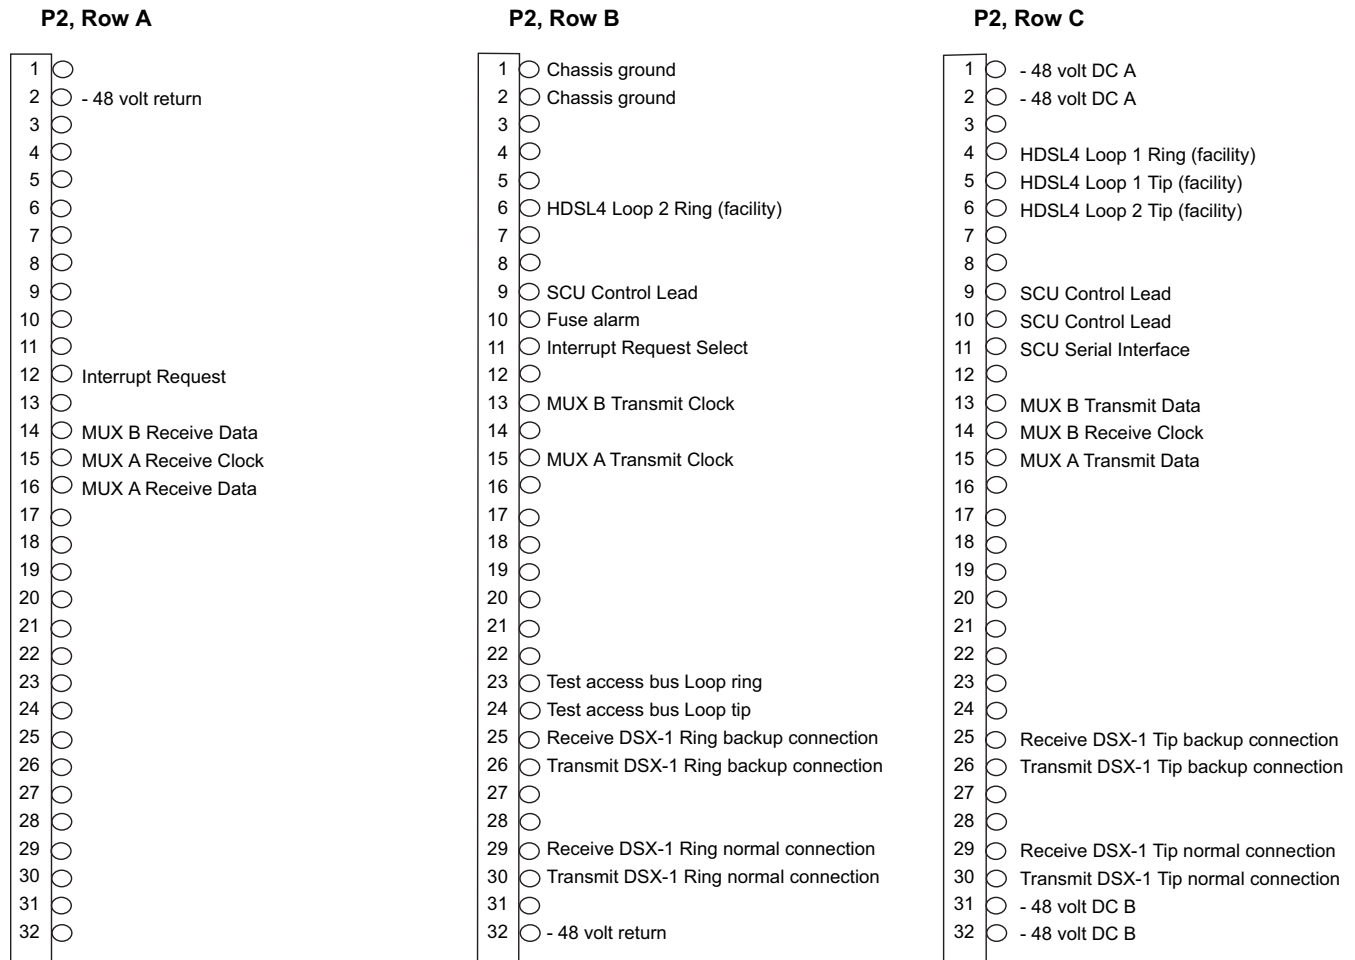 P2, Row A
1
2 - 48 volt return
3
4
5
6
7
8
9
10
11
12 Interrupt Request
13
14 MUX B Receive Data
15 MUX A Receive Clock
16 MUX A Receive Data
17
18
19
20
21
22
23
24
25
26
27
28
29
30
31
32
P2, Row B
1 Chassis ground
2 Chassis ground
3
4
5
6 HDSL4 Loop 2 Ring (facility)
7
8
9 SCU Control Lead
10 Fuse alarm
11 Interrupt Request Select
12
13 MUX B Transmit Clock
14
15 MUX A Transmit Clock
16
17
18
19
20
21
22
23 Test access bus Loop ring
24 Test access bus Loop tip
25 Receive DSX-1 Ring backup connection
26 Transmit DSX-1 Ring backup connection
27
28
29 Receive DSX-1 Ring normal connection
30 Transmit DSX-1 Ring normal connection
31
32 - 48 volt return
P2, Row C
1 - 48 volt DC A
2 - 48 volt DC A
3
4 HDSL4 Loop 1 Ring (facility)
5 HDSL4 Loop 1 Tip (facility)
6 HDSL4 Loop 2 Tip (facility)
7
8
9 SCU Control Lead
10 SCU Control Lead
11 SCU Serial Interface
12
13 MUX B Transmit Data
14 MUX B Receive Clock
15 MUX A Transmit Data
16
17
18
19
20
21
22
23
24
25 Receive DSX-1 Tip backup connection
26 Transmit DSX-1 Tip backup connection
27
28
29 Receive DSX-1 Tip normal connection
30 Transmit DSX-1 Tip normal connection
31 - 48 volt DC B
32 - 48 volt DC B